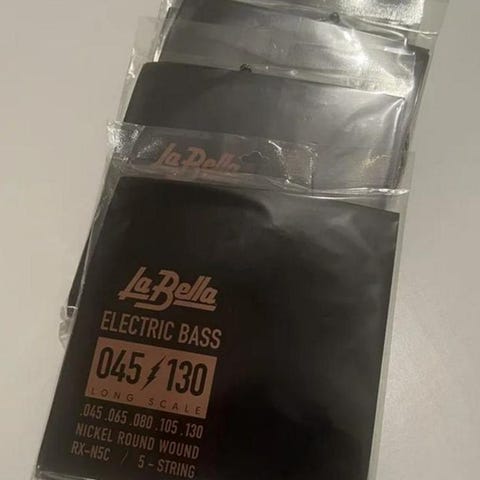 La Bella
La Bella
ELECTRIC BASS
045 130
LONG SCALE
.045 .065 .080 .105 .130
NICKEL ROUND WOUND
RX-N5C / 5-STRING